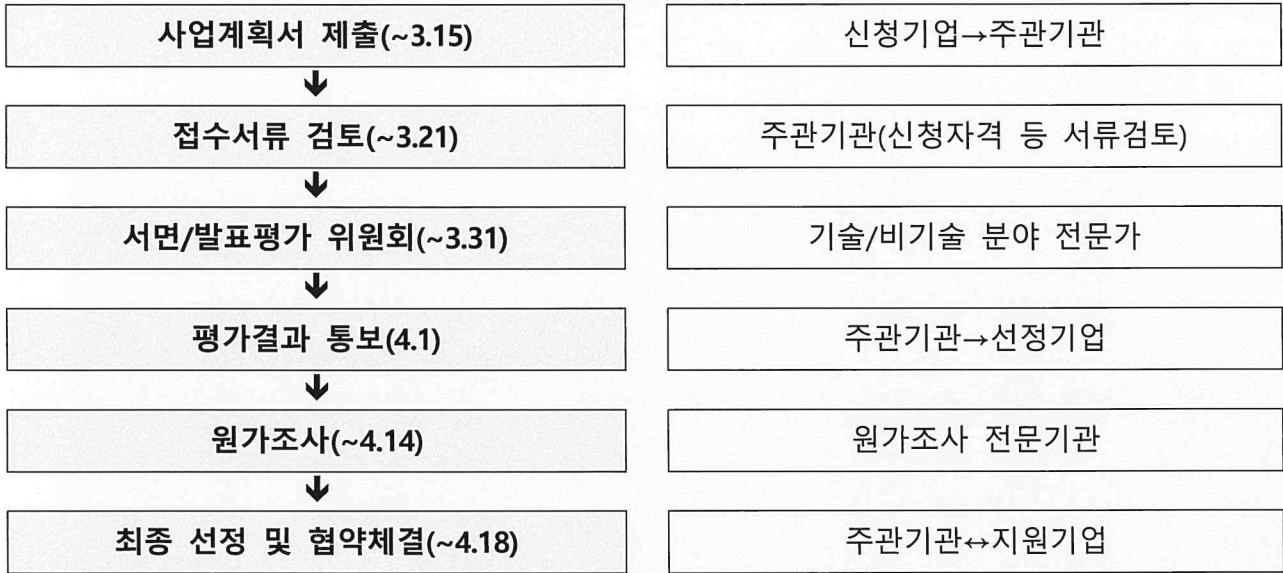 사업계획서 제출(~3.15)
신청기업→주관기관
접수서류 검토(~3.21)
주관기관(신청자격 등 서류검토)
서면/발표평가 위원회(~3.31)
기술/비기술 분야 전문가
평가결과 통보(4.1)
주관기관→선정기업
원가조사(~4.14)
원가조사 전문기관
최종 선정 및 협약체결(~4.18)
주관기관↔지원기업